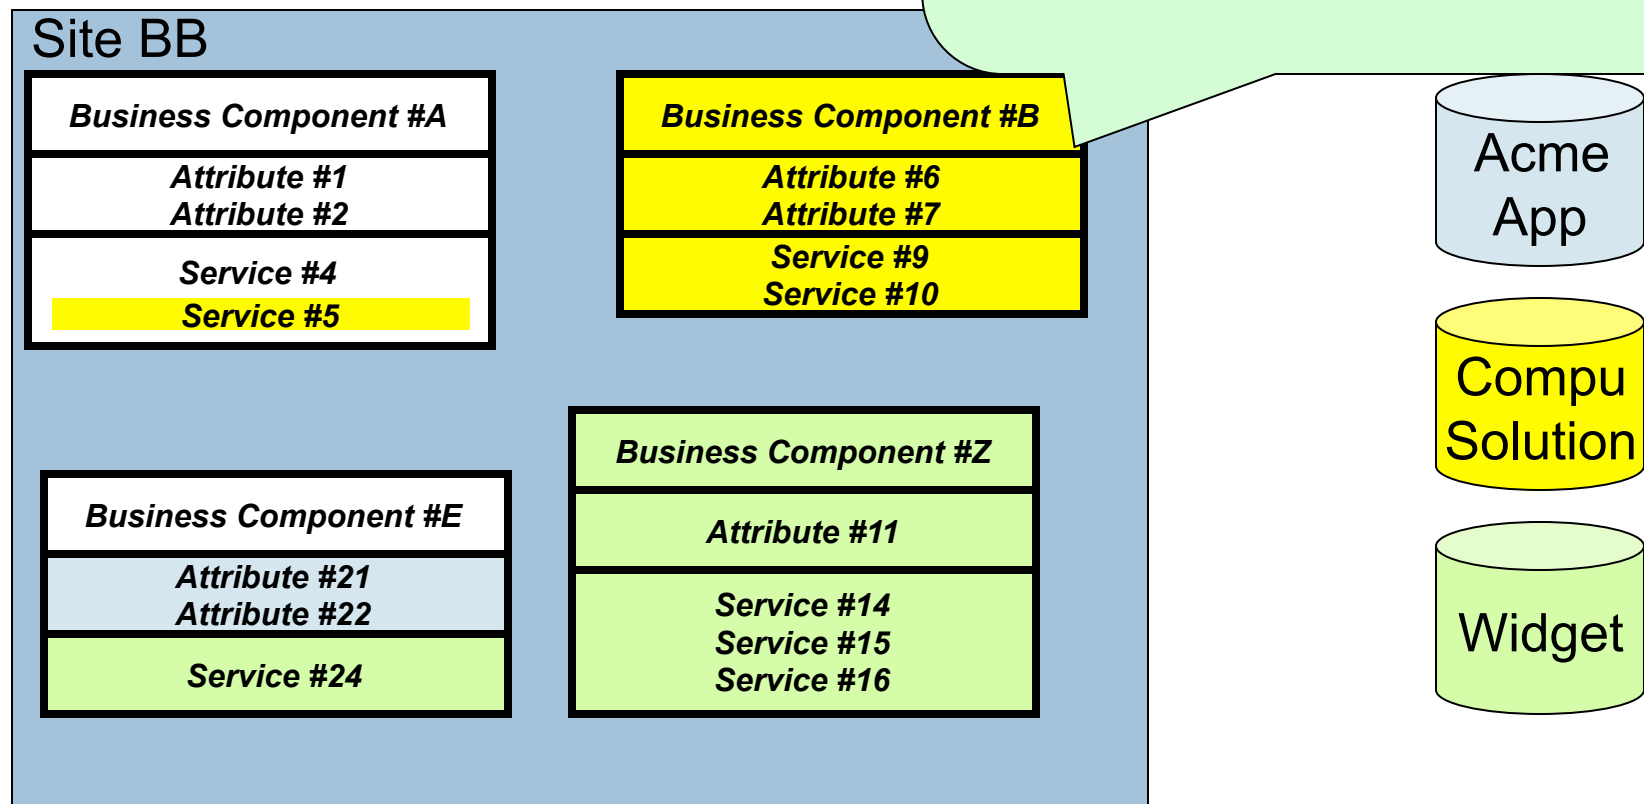 Site BB
Business Component #A
Attribute #1
Attribute #2
Service #4
Service #5
Business Component #B
Attribute #6
Attribute #7
Service #9
Service #10
Business Component #E
Attribute #21
Attribute #22
Service #24
Business Component #Z
Attribute #11
Service #14
Service #15
Service #16
Acme
App
Compu
Solution
Widget